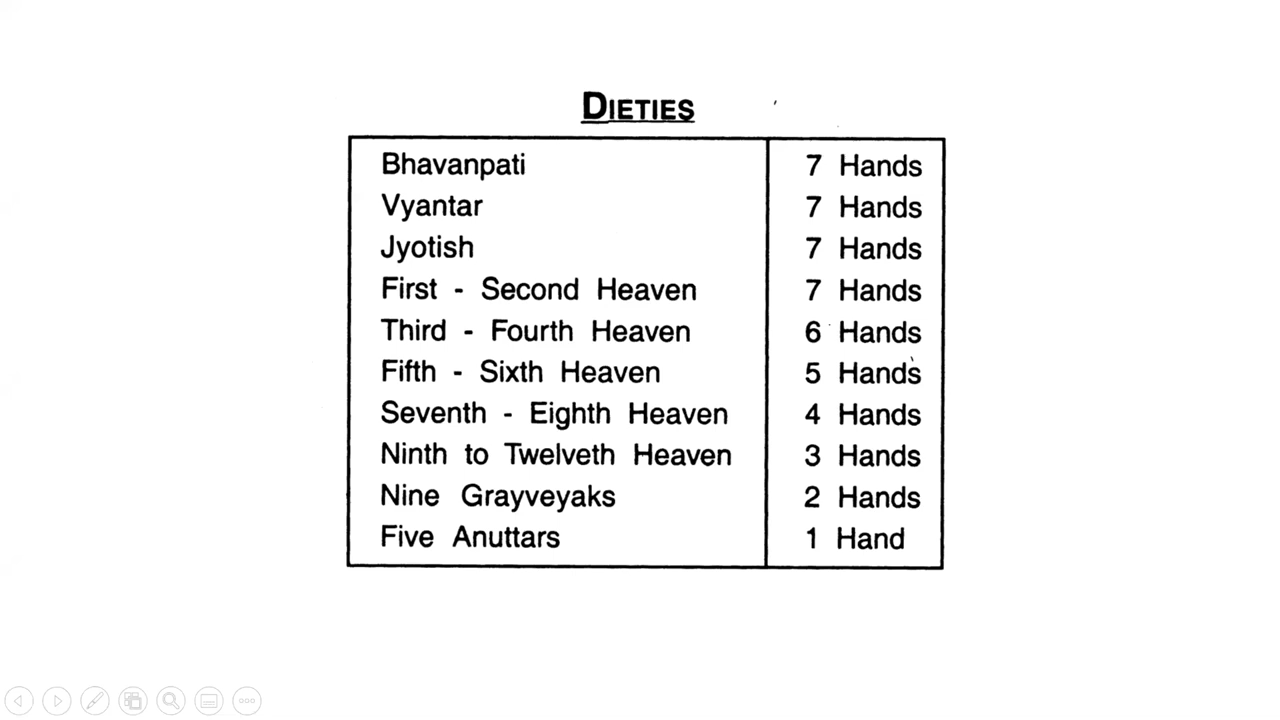 DIETIES
Bhavanpati 7 Hands
Vyantar 7 Hands
Jyotish 7 Hands
First - Second Heaven 7 Hands
Third - Fourth Heaven 6 Hands
Fifth - Sixth Heaven 5 Hands
Seventh - Eighth Heaven 4 Hands
Ninth to Twelveth Heaven 3 Hands
Nine Grayveyaks 2 Hands
Five Anuttars 1 Hand